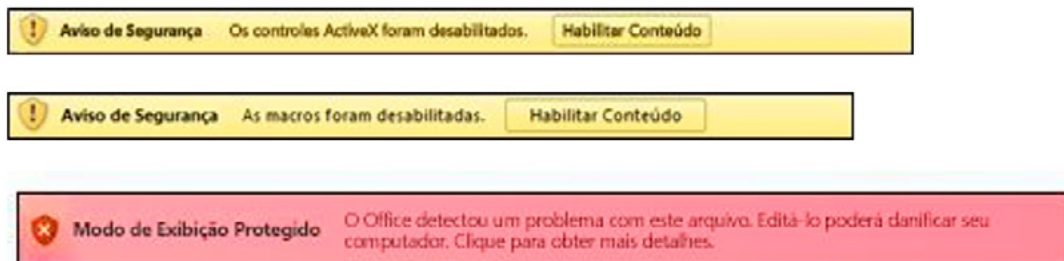 Aviso de Segurança Os controles ActiveX foram desabilitados. Habilitar Conteúdo
Aviso de Segurança As macros foram desabilitadas. Habilitar Conteúdo
Modo de Exibição Protegido O Office detectou um problema com este arquivo. Editá-lo poderá danificar seu
computador. Clique para obter mais detalhes.